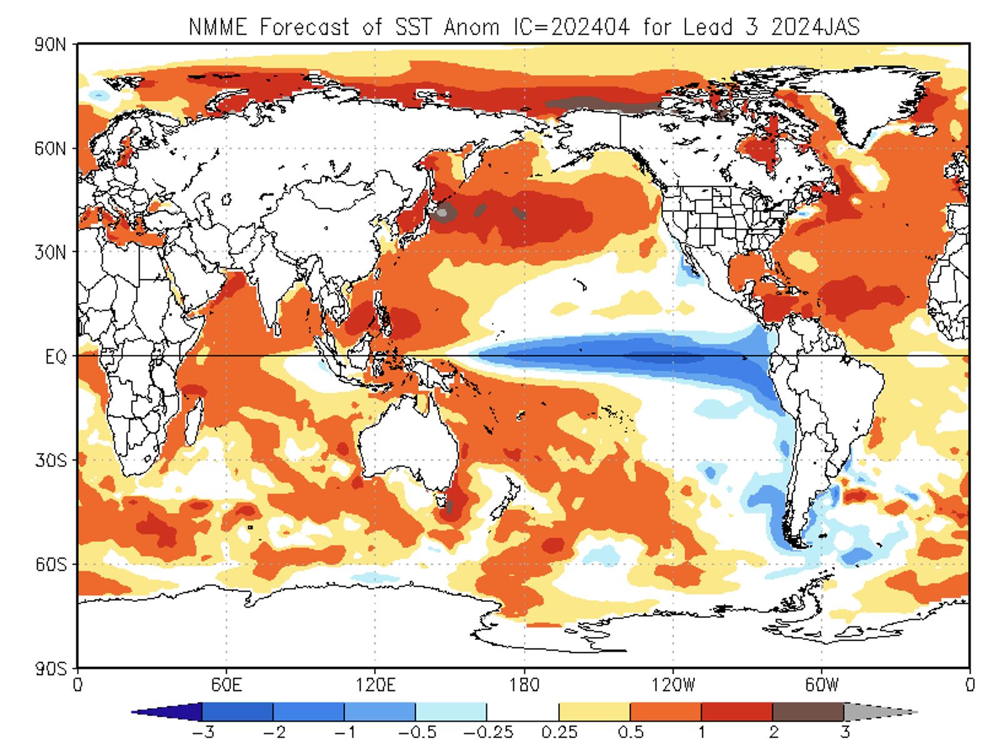 NMME Forecast of SST Anom IC=202404 for Lead 3 2024JAS
90N
60N
30N
EQ
30S
60S
90S
0 60E 120E 180 120W 60W 0
-3 -2 -1 -0.5 -0.25 0.25 0.5 1 2 3